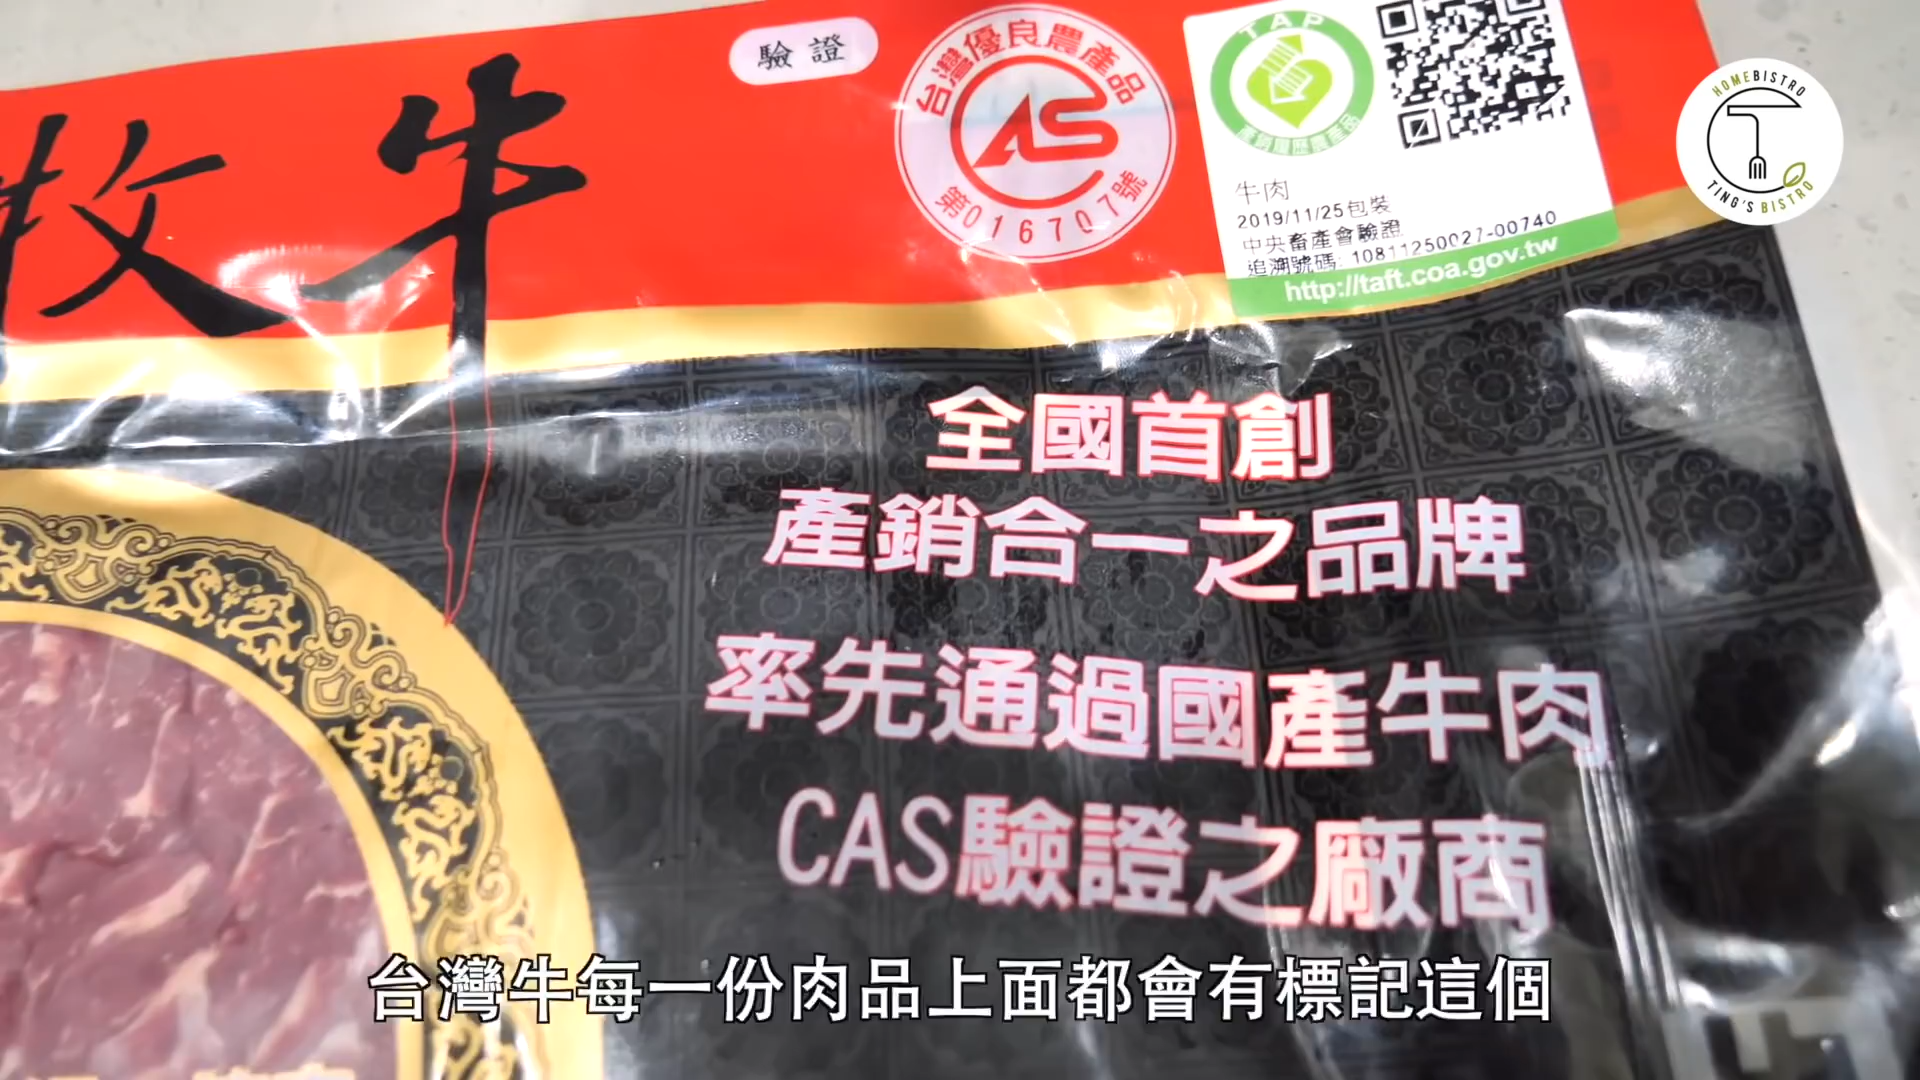 牧牛
驗證
台灣優良農產品
CAS
第016707號
TAP
產銷履歷農產品
牛肉
2019/11/25包裝
中央畜產會驗證
追溯號碼: 10811250027-00740
http://taft.coa.gov.tw
HOMEBISTRO
TING'S BISTRO
全國首創
產銷合一之品牌
率先通過國產牛肉
CAS驗證之廠商
台灣牛每一份肉品上面都會有標記這個